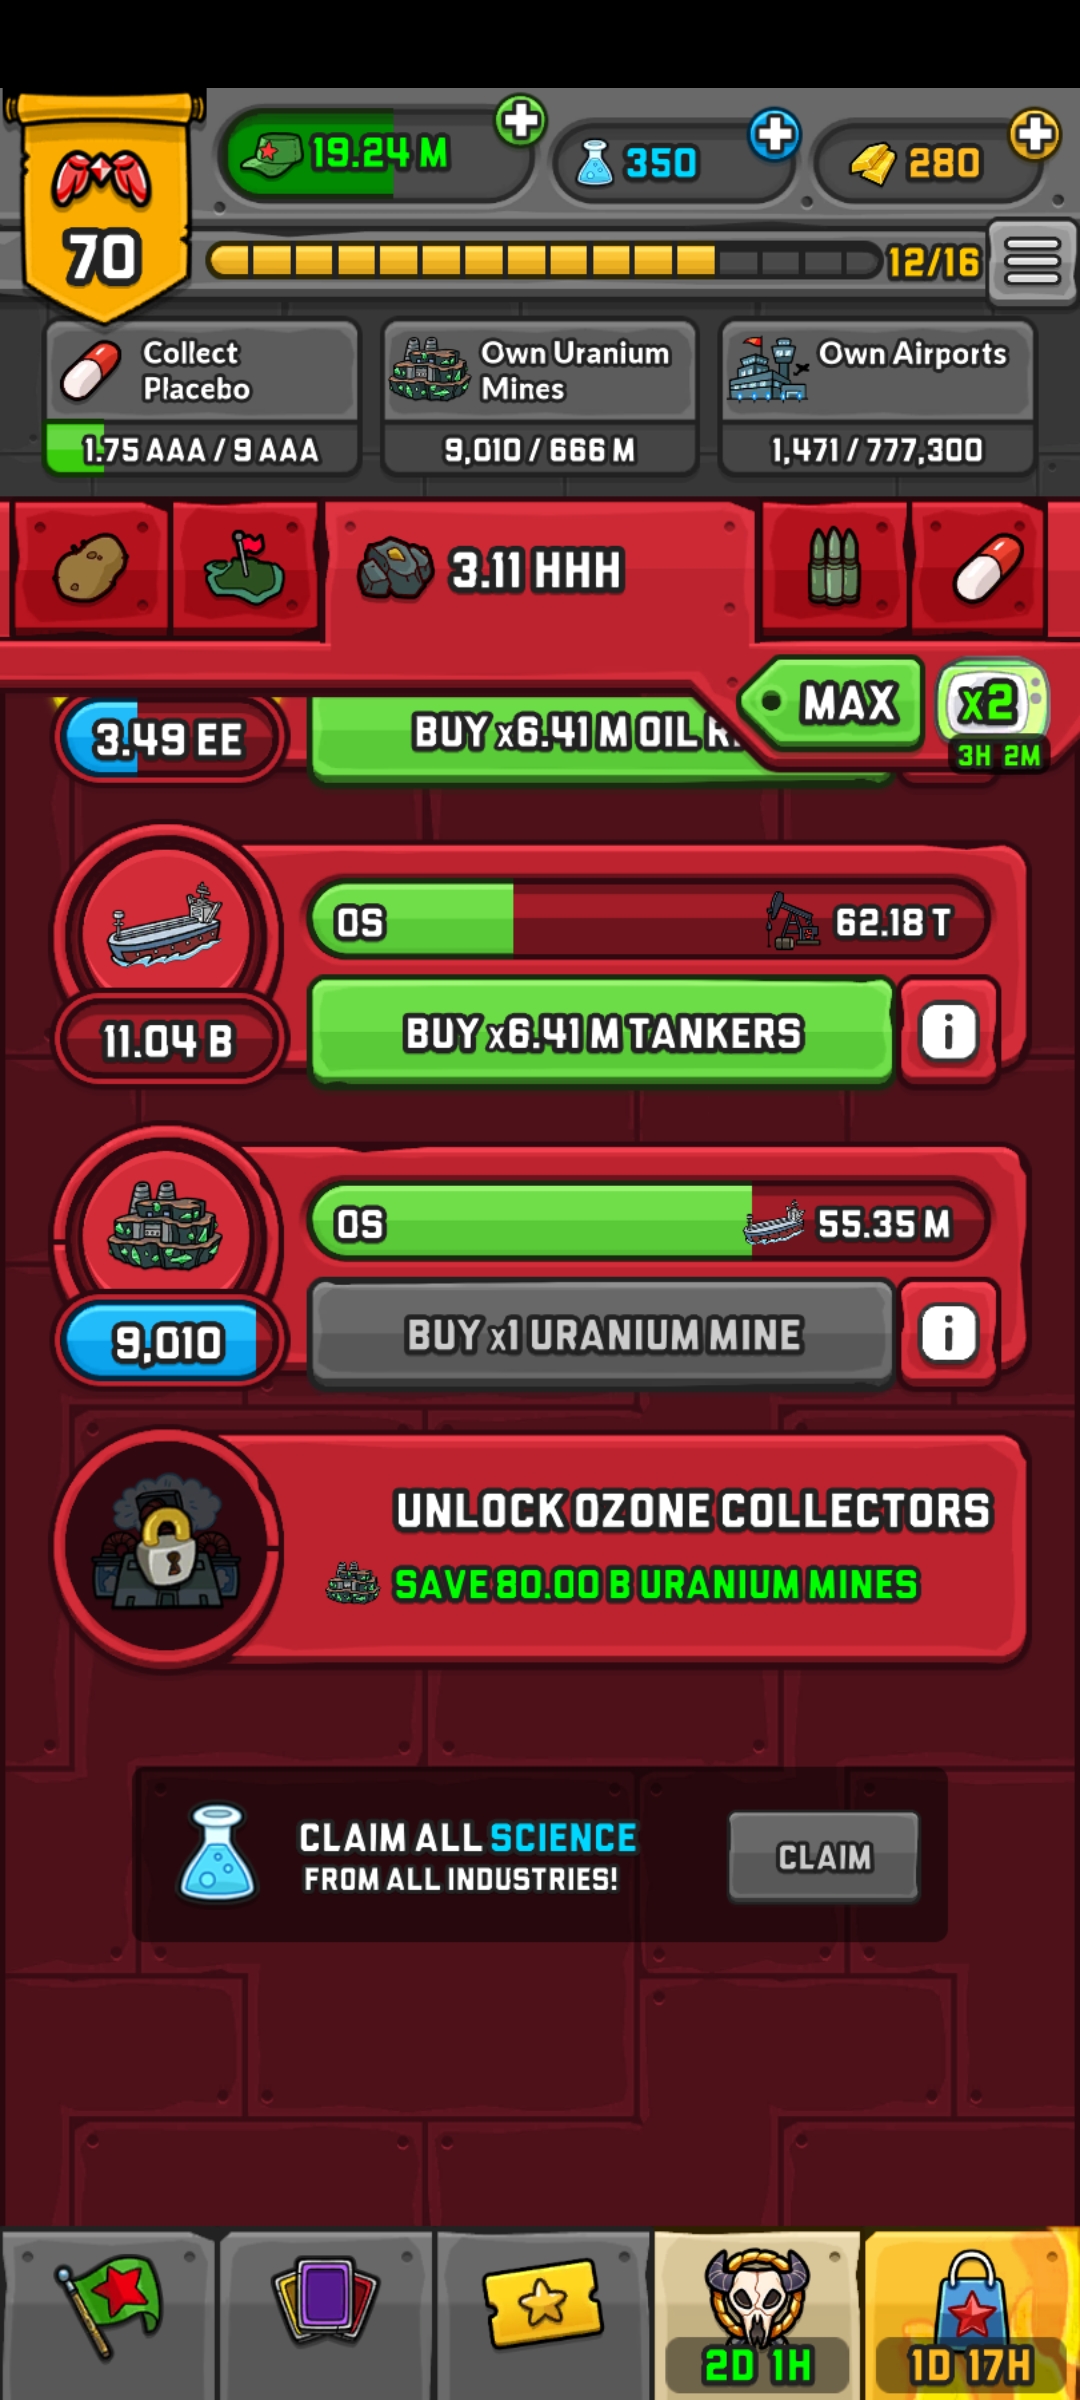 70
19.24 M
350
280
12/16
Collect
Placebo
1.75 AAA / 9 AAA
Own Uranium
Mines
9,010 / 666 M
Own Airports
1,471 / 777,300
3.11 HHH
MAX
x2
3H 2M
3.49 EE
BUY x6.41 M OIL
OS
62.18 T
11.04 B
BUY x6.41 M TANKERS
i
OS
55.35 M
9,010
BUY x1 URANIUM MINE
i
UNLOCK OZONE COLLECTORS
SAVE 80.00 B URANIUM MINES
CLAIM ALL SCIENCE
FROM ALL INDUSTRIES!
CLAIM
2D 1H
1D 17H